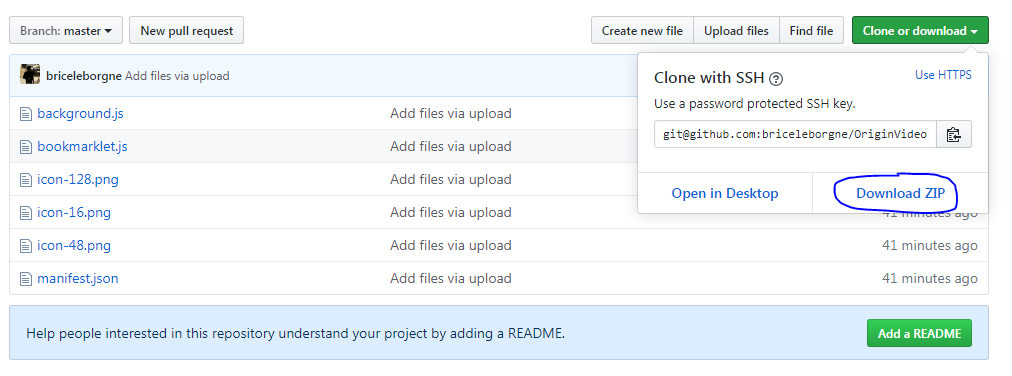 Branch: master
New pull request
Create new file
Upload files
Find file
Clone or download
briceleborgne Add files via upload
Clone with SSH
Use HTTPS
Use a password protected SSH key.
git@github.com:briceleborgne/OriginVideo
Open in Desktop
Download ZIP
background.js Add files via upload
bookmarklet.js Add files via upload
icon-128.png Add files via upload
icon-16.png Add files via upload 41 minutes ago
icon-48.png Add files via upload 41 minutes ago
manifest.json Add files via upload 41 minutes ago
Help people interested in this repository understand your project by adding a README.
Add a README